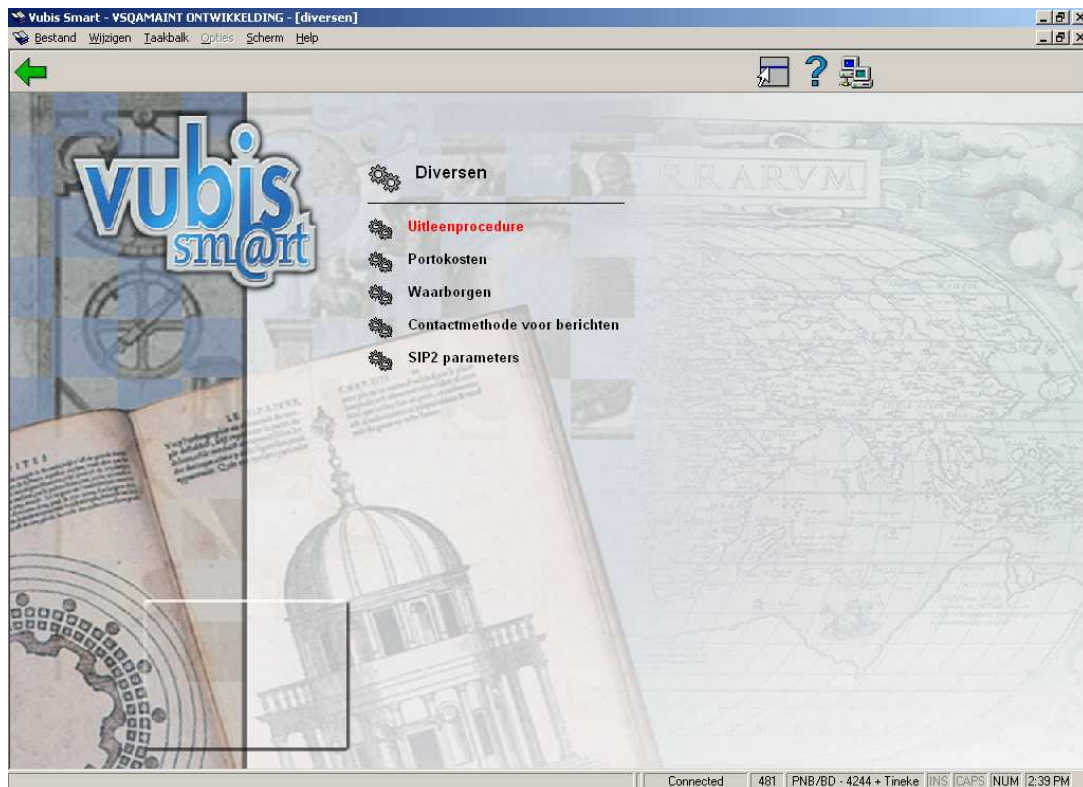 Vubis Smart - VSQAMAINT ONTWIKKELDING - [diversen]
Bestand Wijzigen Taakbalk Opties Scherm Help
vubis
sm@rt
RRARVM
Diversen
Uitleenprocedure
Portokosten
Waarborgen
Contactmethode voor berichten
SIP2 parameters
Connected 481 PNB/BD - 4244 + Tineke INS CAPS NUM 2:39 PM